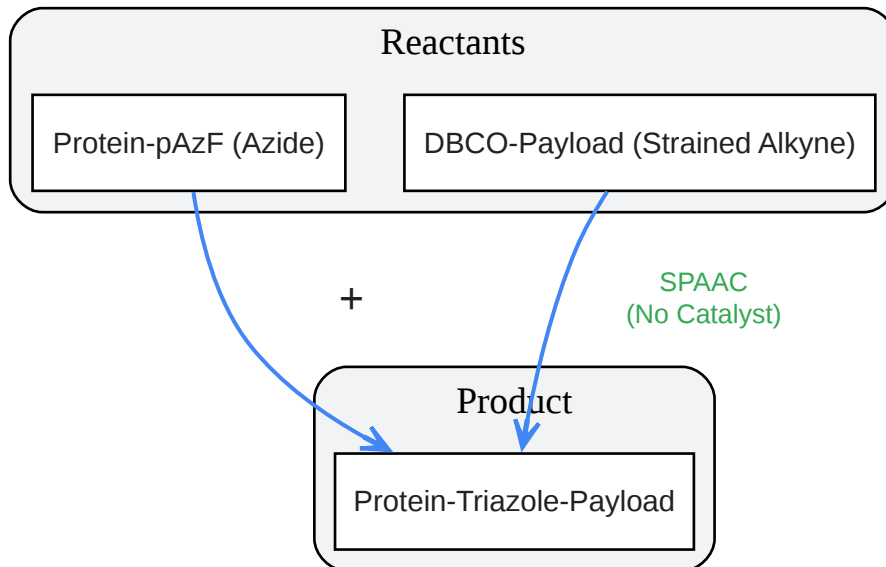 Reactants
Protein-pAzF (Azide)
DBCO-Payload (Strained Alkyne)
+
SPAAC
(No Catalyst)
Product
Protein-Triazole-Payload